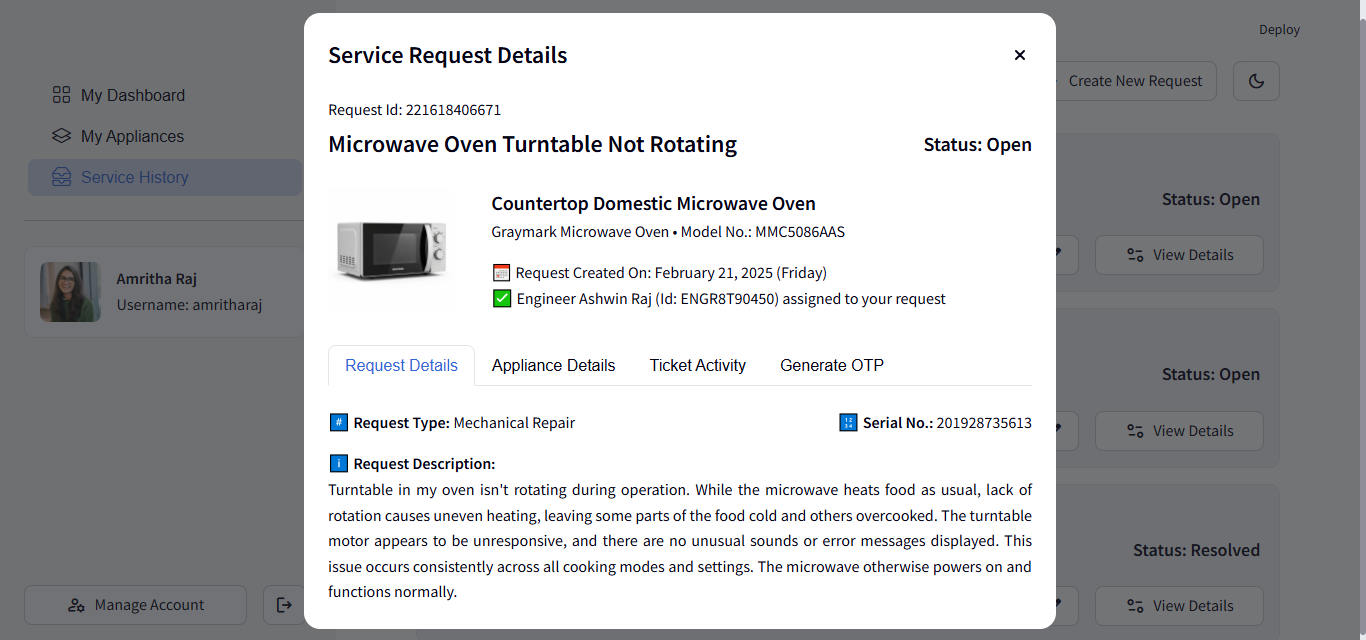 Deploy
Service Request Details
My Dashboard
My Appliances
Service History
Create New Request
Request Id: 221618406671
Microwave Oven Turntable Not Rotating
Status: Open
Countertop Domestic Microwave Oven
Graymark Microwave Oven • Model No.: MMC5086AAS
Request Created On: February 21, 2025 (Friday)
Engineer Ashwin Raj (Id: ENGR8T90450) assigned to your request
Status: Open
View Details
Amritha Raj
Username: amritharaj
Request Details
Appliance Details
Ticket Activity
Generate OTP
Status: Open
View Details
# Request Type: Mechanical Repair
Serial No.: 201928735613
i Request Description:
Turntable in my oven isn't rotating during operation. While the microwave heats food as usual, lack of
rotation causes uneven heating, leaving some parts of the food cold and others overcooked. The turntable
motor appears to be unresponsive, and there are no unusual sounds or error messages displayed. This
issue occurs consistently across all cooking modes and settings. The microwave otherwise powers on and
functions normally.
Status: Resolved
View Details
Manage Account